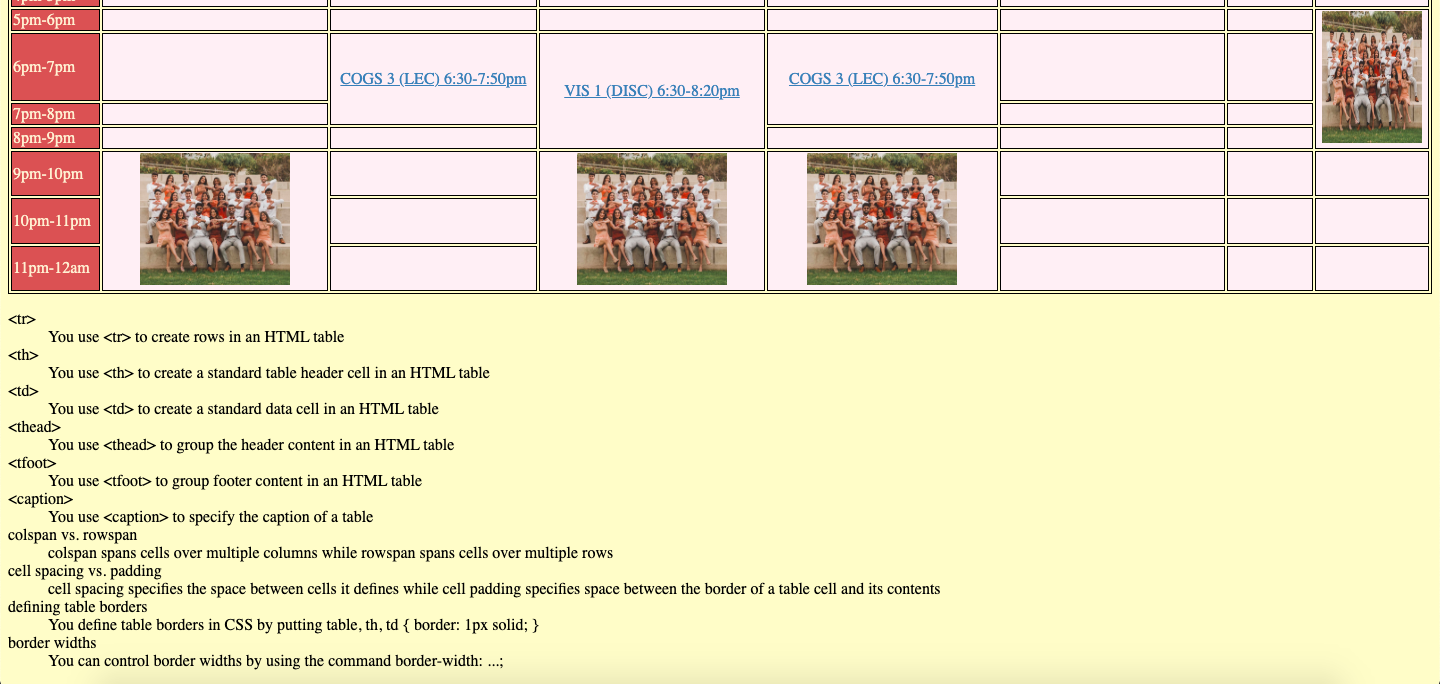 5pm-6pm
6pm-7pm
COGS 3 (LEC) 6:30-7:50pm
VIS 1 (DISC) 6:30-8:20pm
COGS 3 (LEC) 6:30-7:50pm
7pm-8pm
8pm-9pm
9pm-10pm
10pm-11pm
11pm-12am
<tr>
You use <tr> to create rows in an HTML table
<th>
You use <th> to create a standard table header cell in an HTML table
<td>
You use <td> to create a standard data cell in an HTML table
<thead>
You use <thead> to group the header content in an HTML table
<tfoot>
You use <tfoot> to group footer content in an HTML table
<caption>
You use <caption> to specify the caption of a table
colspan vs. rowspan
colspan spans cells over multiple columns while rowspan spans cells over multiple rows
cell spacing vs. padding
cell spacing specifies the space between cells it defines while cell padding specifies space between the border of a table cell and its contents
defining table borders
You define table borders in CSS by putting table, th, td { border: 1px solid; }
border widths
You can control border widths by using the command border-width: ...;